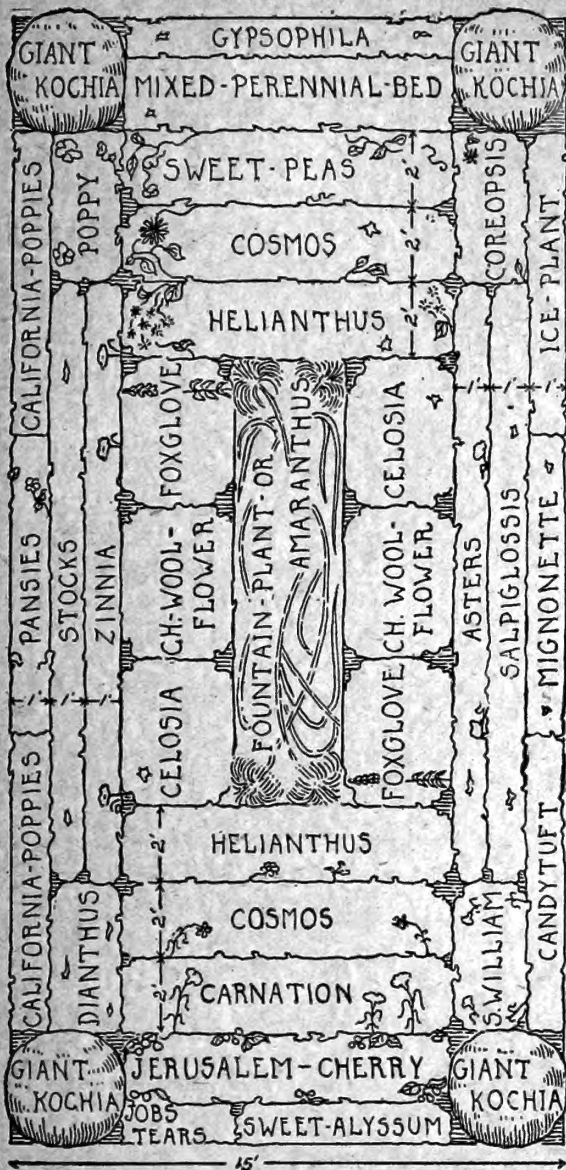 GIANT
KOCHIA
GYPSOPHILA
MIXED-PERENNIAL-BED
GIANT
KOCHIA
CALIFORNIA-POPPIES
POPPY
SWEET-PEAS
2'
COSMOS
2'
HELIANTHUS
2'
COREOPSIS
ICE-PLANT
1'
1'
1'
PANSIES
STOCKS
ZINNIA
1'
1'
1'
FOXGLOVE
CH. WOOL-
FLOWER
CELOSIA
FOUNTAIN-PLANT-OR
AMARANTHUS
CELOSIA
CH. WOOL-
FLOWER
FOXGLOVE
ASTERS
SALPIGLOSSIS
MIGNONETTE
CALIFORNIA-POPPIES
DIANTHUS
HELIANTHUS
2'
COSMOS
2'
CARNATION
2'
S. WILLIAM
CANDYTUFT
GIANT
KOCHIA
JERUSALEM-CHERRY
JOBS
TEARS
SWEET-ALYSSUM
GIANT
KOCHIA
15'